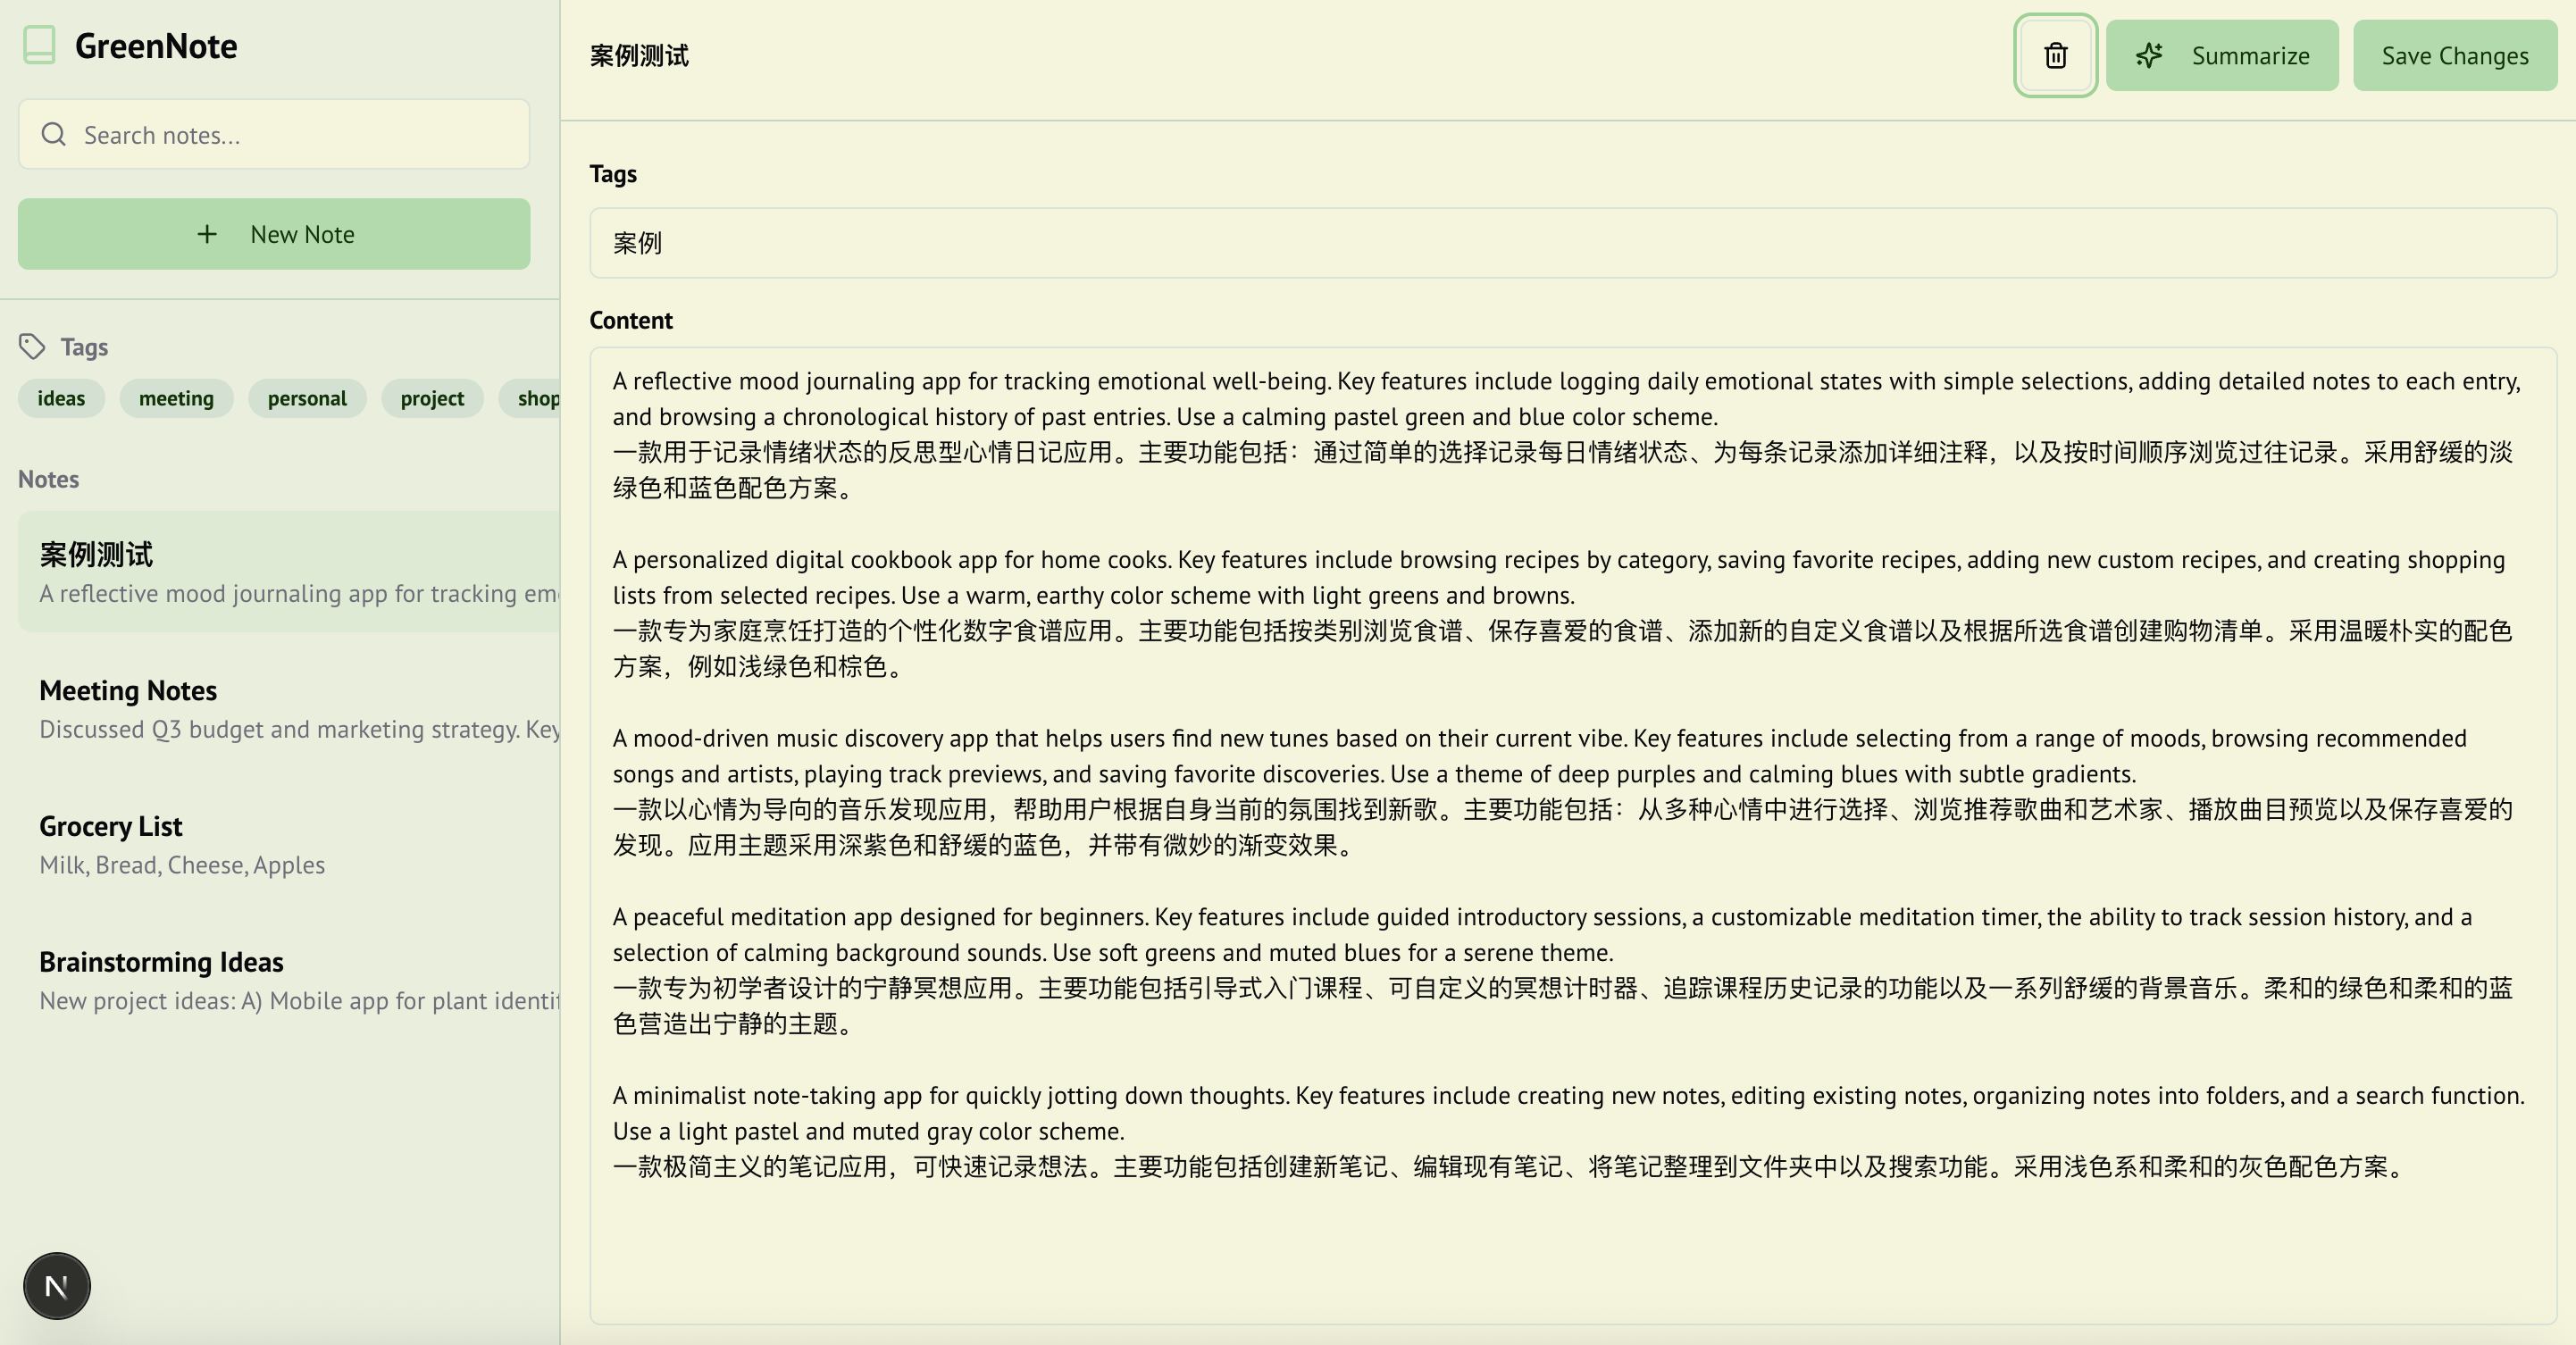 GreenNote
Search notes...
New Note
Tags
ideas
meeting
personal
project
shop
Notes
案例测试
A reflective mood journaling app for tracking em
Meeting Notes
Discussed Q3 budget and marketing strategy. Key
Grocery List
Milk, Bread, Cheese, Apples
Brainstorming Ideas
New project ideas: A) Mobile app for plant identif
N
案例测试
Summarize
Save Changes
Tags
案例
Content
A reflective mood journaling app for tracking emotional well-being. Key features include logging daily emotional states with simple selections, adding detailed notes to each entry,
and browsing a chronological history of past entries. Use a calming pastel green and blue color scheme.
一款用于记录情绪状态的反思型心情日记应用。主要功能包括：通过简单的选择记录每日情绪状态、为每条记录添加详细注释，以及按时间顺序浏览过往记录。采用舒缓的淡
绿色和蓝色配色方案。
A personalized digital cookbook app for home cooks. Key features include browsing recipes by category, saving favorite recipes, adding new custom recipes, and creating shopping
lists from selected recipes. Use a warm, earthy color scheme with light greens and browns.
一款专为家庭烹饪打造的个性化数字食谱应用。主要功能包括按类别浏览食谱、保存喜爱的食谱、添加新的自定义食谱以及根据所选食谱创建购物清单。采用温暖朴实的配色
方案，例如浅绿色和棕色。
A mood-driven music discovery app that helps users find new tunes based on their current vibe. Key features include selecting from a range of moods, browsing recommended
songs and artists, playing track previews, and saving favorite discoveries. Use a theme of deep purples and calming blues with subtle gradients.
一款以心情为导向的音乐发现应用，帮助用户根据自身当前的氛围找到新歌。主要功能包括：从多种心情中进行选择、浏览推荐歌曲和艺术家、播放曲目预览以及保存喜爱的
发现。应用主题采用深紫色和舒缓的蓝色，并带有微妙的渐变效果。
A peaceful meditation app designed for beginners. Key features include guided introductory sessions, a customizable meditation timer, the ability to track session history, and a
selection of calming background sounds. Use soft greens and muted blues for a serene theme.
一款专为初学者设计的宁静冥想应用。主要功能包括引导式入门课程、可自定义的冥想计时器、追踪课程历史记录的功能以及一系列舒缓的背景音乐。柔和的绿色和柔和的蓝
色营造出宁静的主题。
A minimalist note-taking app for quickly jotting down thoughts. Key features include creating new notes, editing existing notes, organizing notes into folders, and a search function.
Use a light pastel and muted gray color scheme.
一款极简主义的笔记应用，可快速记录想法。主要功能包括创建新笔记、编辑现有笔记、将笔记整理到文件夹中以及搜索功能。采用浅色系和柔和的灰色配色方案。